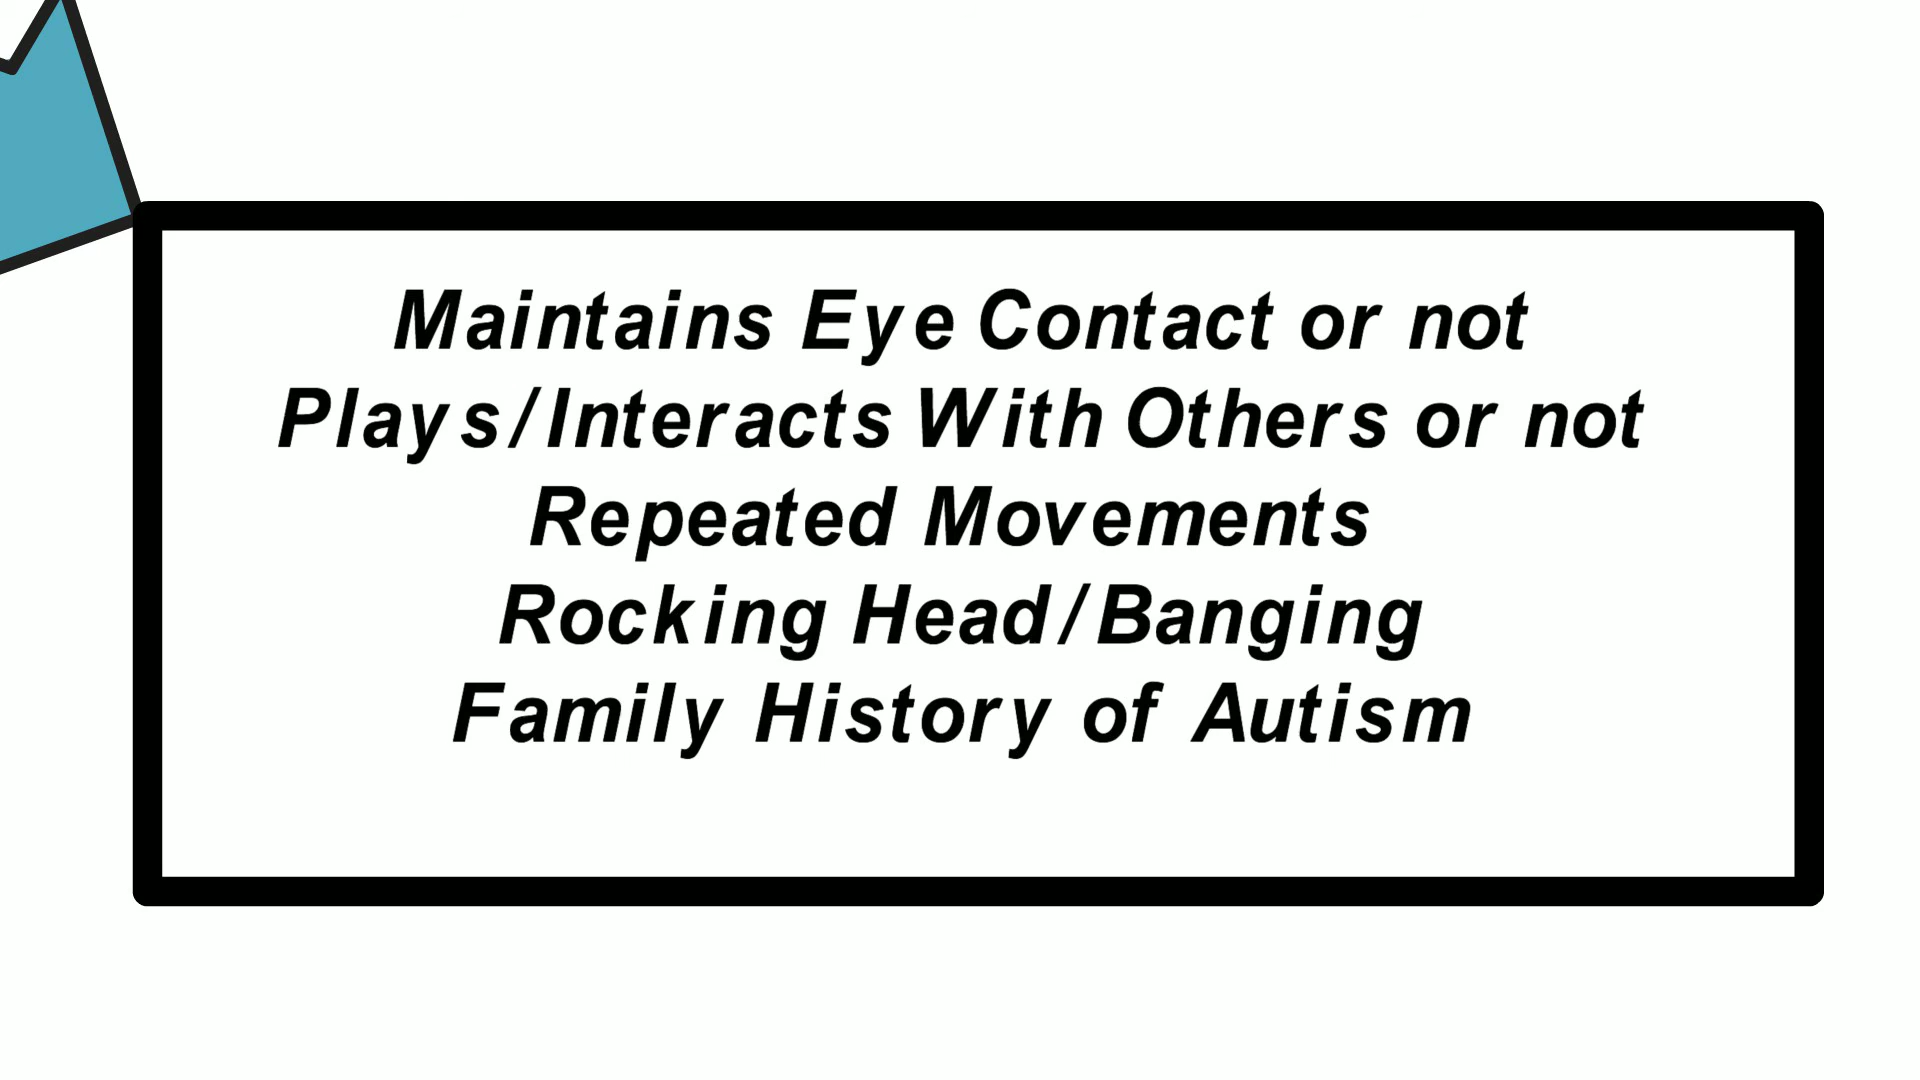 Maintains Eye Contact or not
Plays/Interacts With Others or not
Repeated Movements
Rocking Head/Banging
Family History of Autism